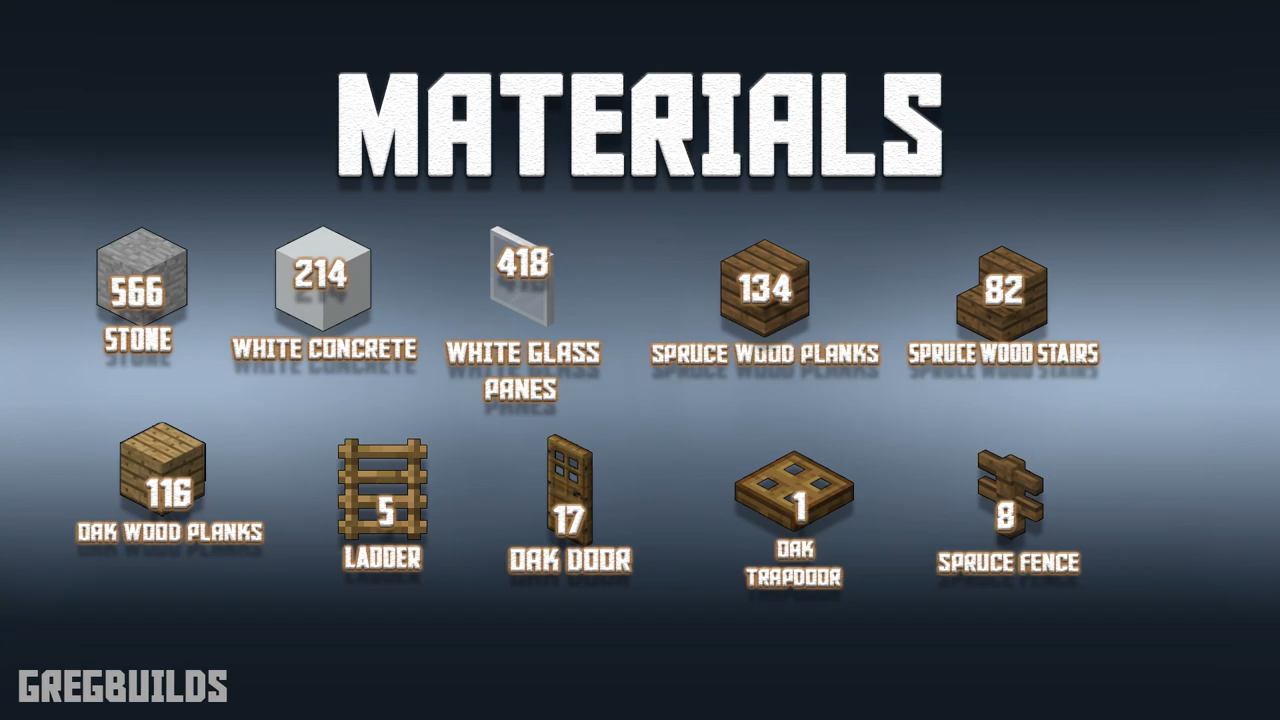 MATERIALS
566
STONE
214
WHITE CONCRETE
418
WHITE GLASS
PANES
134
SPRUCE WOOD PLANKS
82
SPRUCE WOOD STAIRS
116
OAK WOOD PLANKS
5
LADDER
17
OAK DOOR
1
OAK
TRAPDOOR
8
SPRUCE FENCE
GREGBUILDS